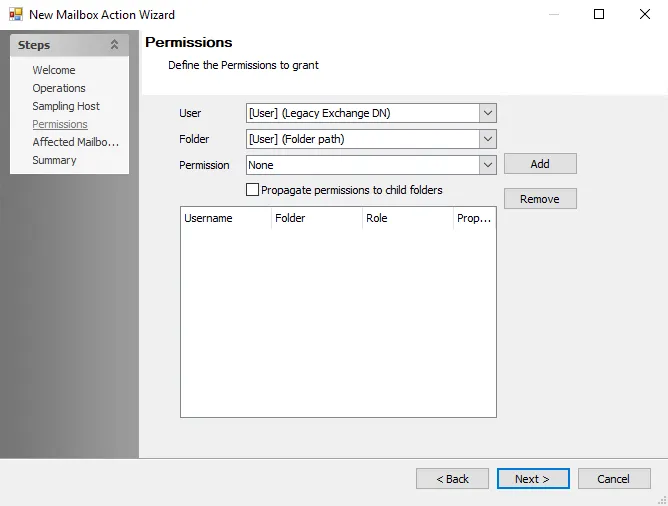 New Mailbox Action Wizard
Steps
Welcome
Operations
Sampling Host
Permissions
Affected Mailbo...
Summary
Permissions
Define the Permissions to grant
User [User] (Legacy Exchange DN)
Folder [User] (Folder path)
Permission None Add
Propagate permissions to child folders
Remove
Username Folder Role Prop...
< Back Next > Cancel